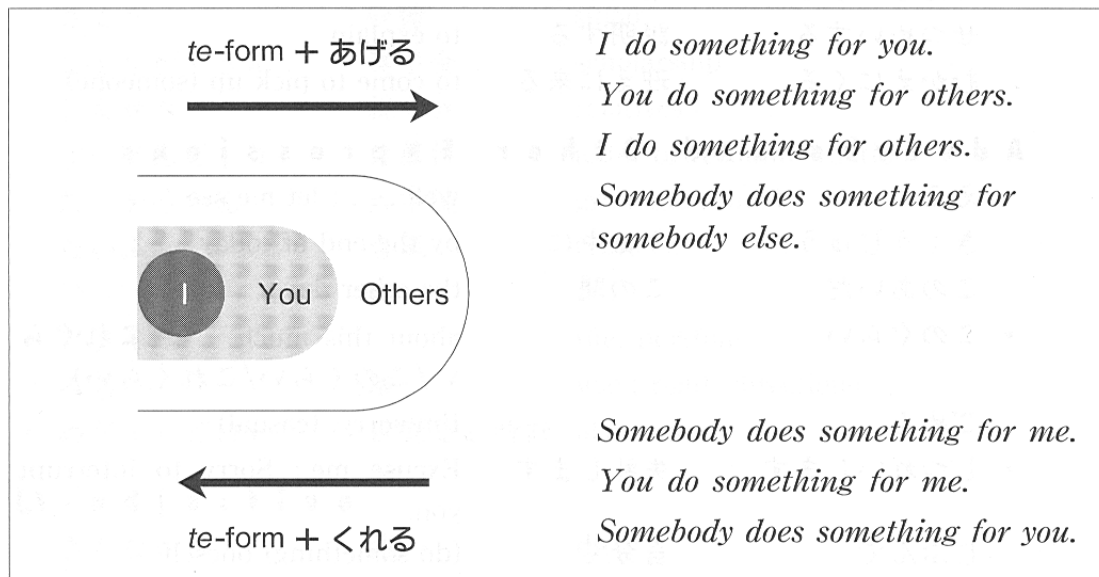 te-form + あげる
I do something for you.
You do something for others.
I do something for others.
Somebody does something for
somebody else.
I You Others
Somebody does something for me.
You do something for me.
Somebody does something for you.
te-form + くれる